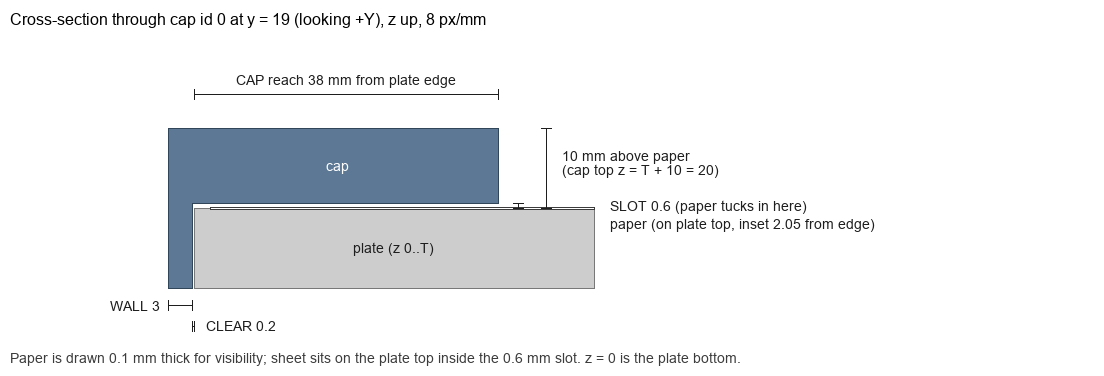 Cross-section through cap id 0 at y = 19 (looking +Y), z up, 8 px/mm
CAP reach 38 mm from plate edge
cap
10 mm above paper
(cap top z = T + 10 = 20)
SLOT 0.6 (paper tucks in here)
paper (on plate top, inset 2.05 from edge)
plate (z 0..T)
WALL 3
CLEAR 0.2
Paper is drawn 0.1 mm thick for visibility; sheet sits on the plate top inside the 0.6 mm slot. z = 0 is the plate bottom.